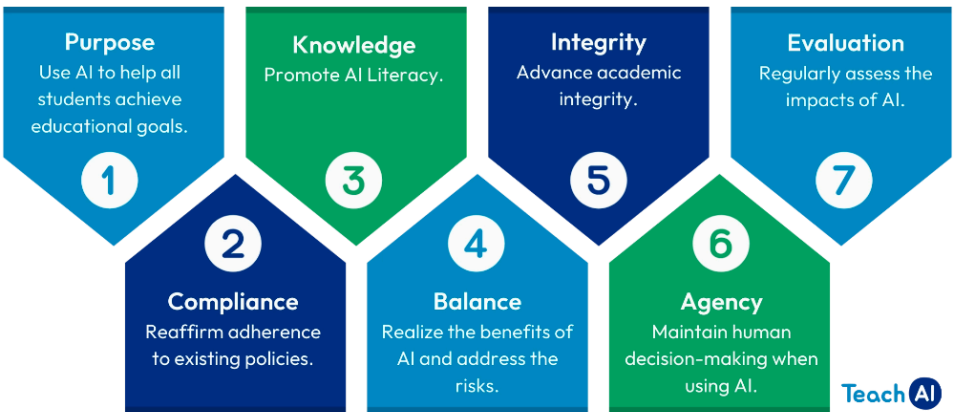 Purpose
Use AI to help all
students achieve
educational goals.
1
2
Compliance
Reaffirm adherence
to existing policies.
Knowledge
Promote AI Literacy.
3
4
Balance
Realize the benefits of
AI and address the
risks.
Integrity
Advance academic
integrity.
5
6
Agency
Maintain human
decision-making when
using AI.
Evaluation
Regularly assess the
impacts of AI.
7
Teach AI